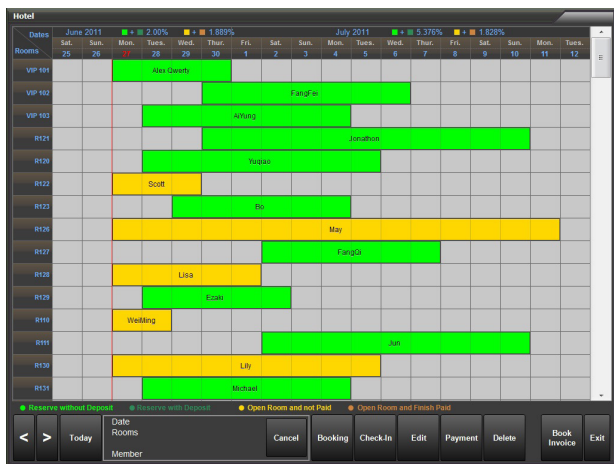 Hotel
Dates June 2011 + 2.00% + 1.889% July 2011 + 5.376% + 1.828%
Sat. Sun. Mon. Tues. Wed. Thur. Fri. Sat. Sun. Mon. Tues. Wed. Thur. Fri. Sat. Sun. Mon. Tues.
Rooms 25 26 27 28 29 30 1 2 3 4 5 6 7 8 9 10 11 12
VIP 101 Alex Qwerty
VIP 102 FangFei
VIP 103 AiYung
R121 Jonathon
R120 Yuqiao
R122 Scott
R123 Bo
R126 May
R127 FangQi
R128 Lisa
R129 Ezaki
R110 WeiMing
R111 Jun
R130 Lily
R131 Michael
Reserve without Deposit Reserve with Deposit Open Room and not Paid Open Room and Finish Paid
Date
Rooms
Member
< > Today Cancel Booking Check-In Edit Payment Delete Book Invoice Exit